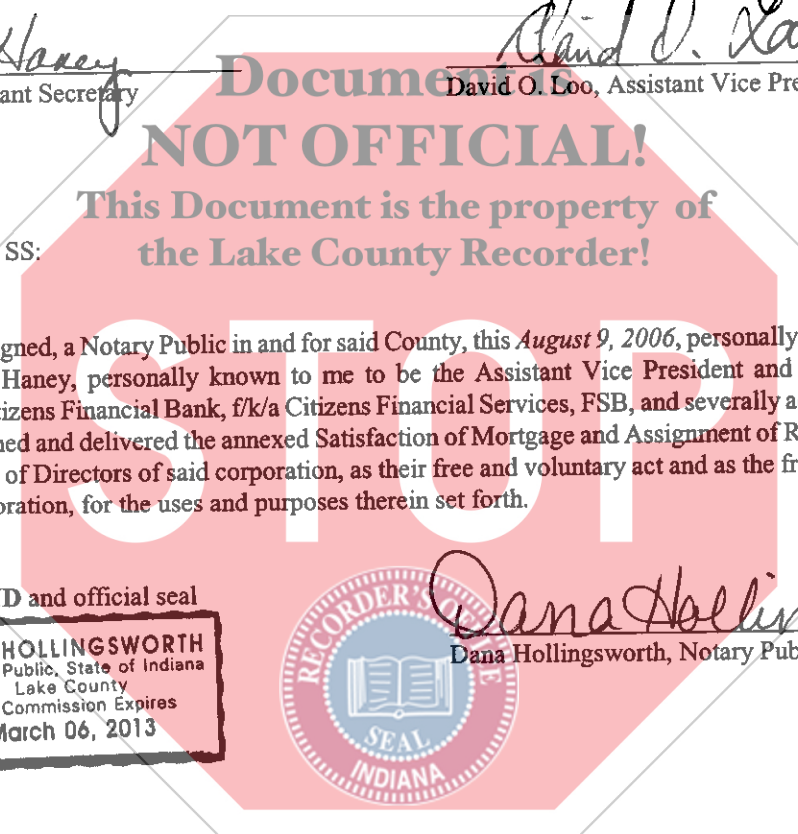 Haney
David O. Loo
ant Secretary
David O. Loo, Assistant Vice Pre
Document is
NOT OFFICIAL!
This Document is the property of
the Lake County Recorder!
SS:
STOP
gned, a Notary Public in and for said County, this August 9, 2006, personally
Haney, personally known to me to be the Assistant Vice President and
tizens Financial Bank, f/k/a Citizens Financial Services, FSB, and severally a
ned and delivered the annexed Satisfaction of Mortgage and Assignment of R
of Directors of said corporation, as their free and voluntary act and as the fr
oration, for the uses and purposes therein set forth.
D and official seal
HOLLINGSWORTH
Public, State of Indiana
Lake County
Commission Expires
March 06, 2013
RECORDER'S OFFICE
SEAL
INDIANA
Dana Hollin
Dana Hollingsworth, Notary Pub